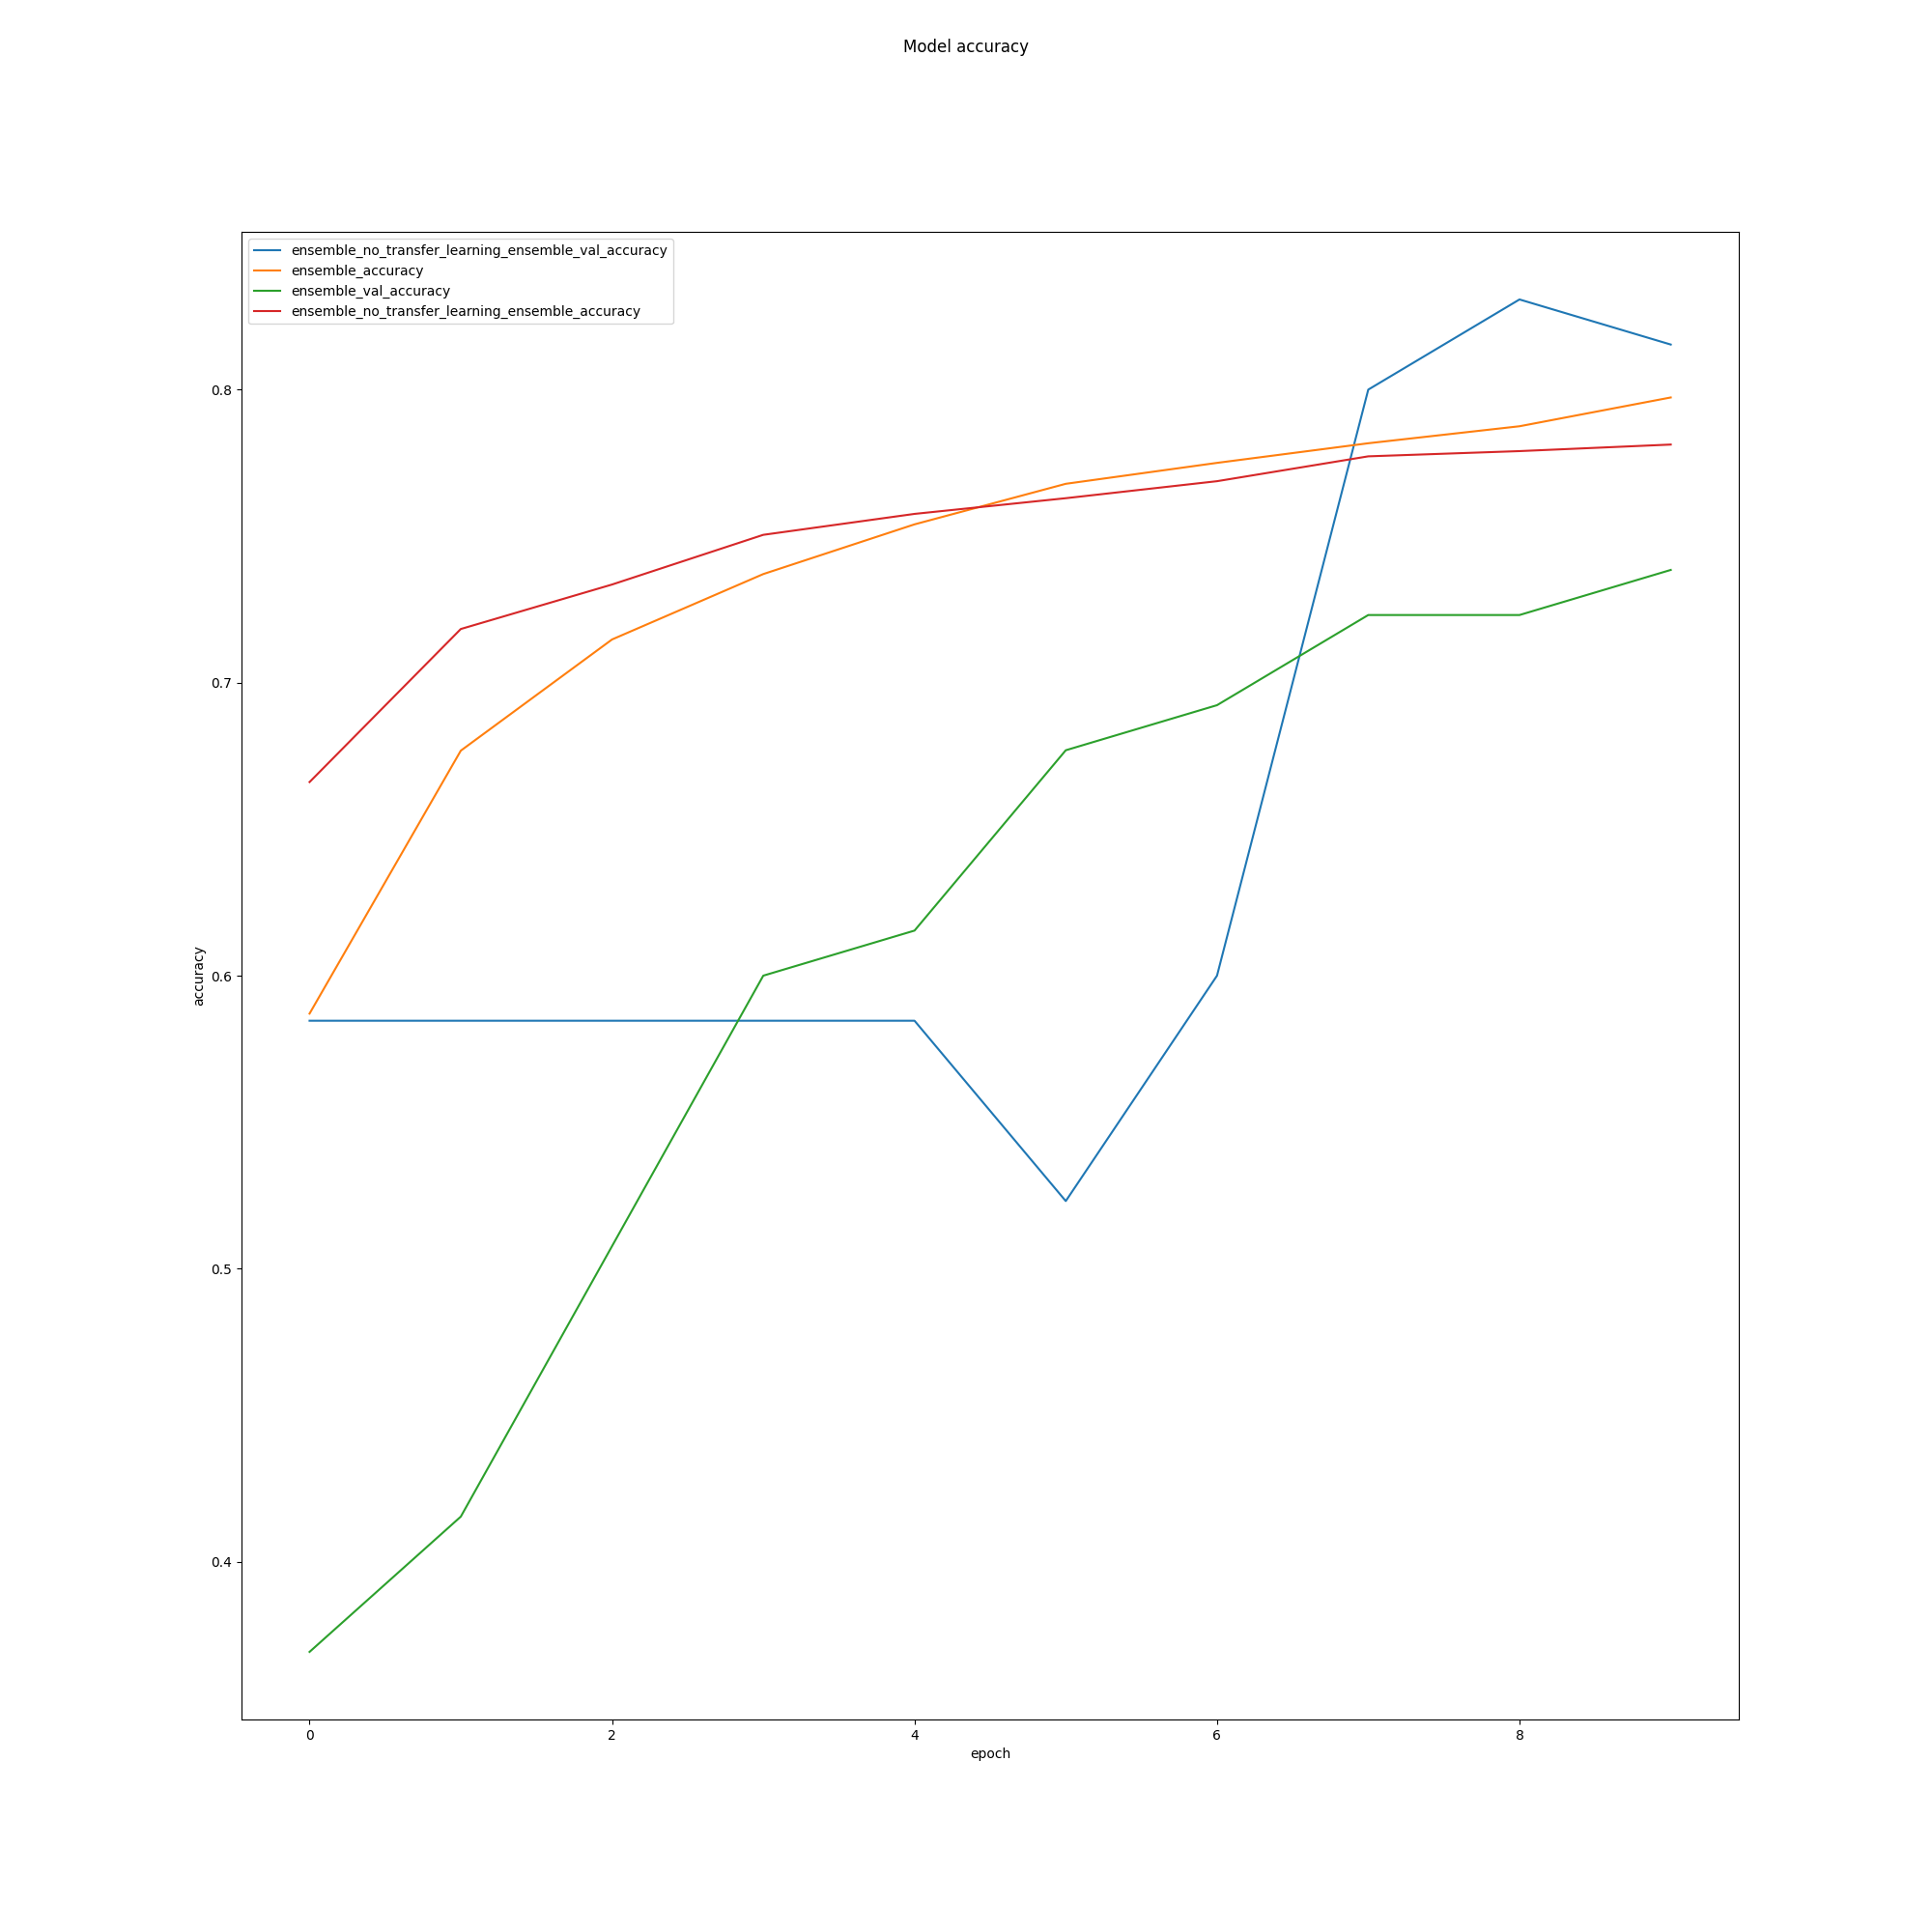 Model accuracy
ensemble_no_transfer_learning_ensemble_val_accuracy
ensemble_accuracy
ensemble_val_accuracy
ensemble_no_transfer_learning_ensemble_accuracy
0.8
0.7
0.6
accuracy
0.5
0.4
0 2 4 6 8
epoch